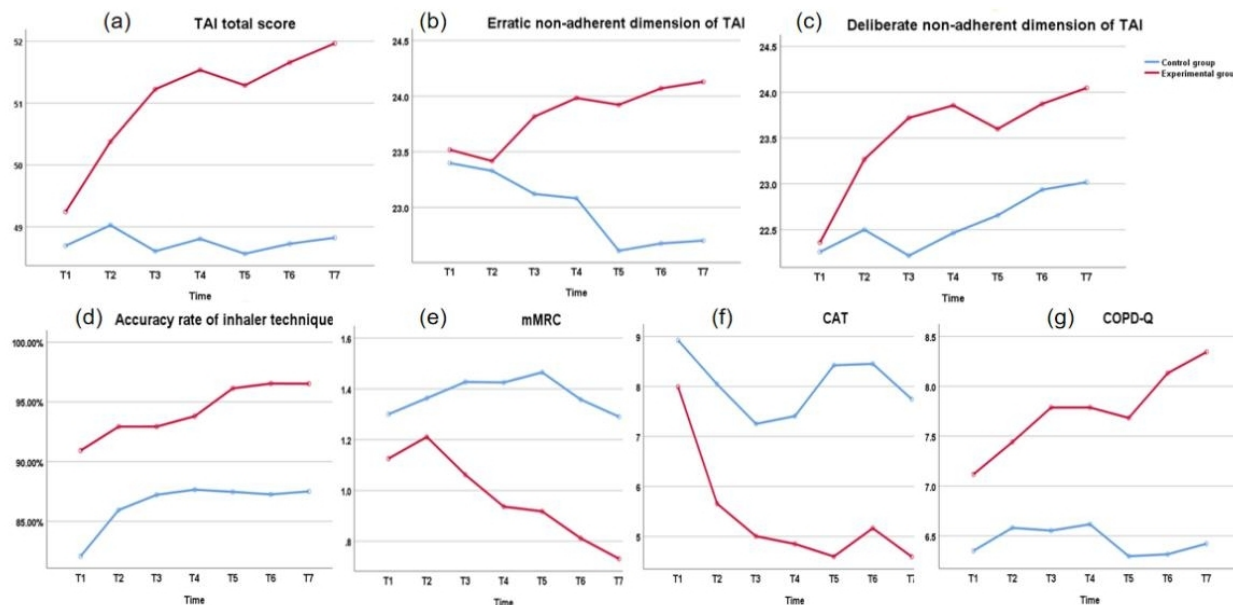 (a) TAI total score
52
51
50
49
T1 T2 T3 T4 T5 T6 T7
Time
(b) Erratic non-adherent dimension of TAI
24.5
24.0
23.5
23.0
T1 T2 T3 T4 T5 T6 T7
Time
(c) Deliberate non-adherent dimension of TAI
24.5
24.0
23.5
23.0
22.5
T1 T2 T3 T4 T5 T6 T7
Time
Control group
Experimental group
(d) Accuracy rate of inhaler technique
100.00%
95.00%
90.00%
85.00%
T1 T2 T3 T4 T5 T6 T7
Time
(e) mMRC
1.6
1.4
1.2
1.0
.8
T1 T2 T3 T4 T5 T6 T7
Time
(f) CAT
9
8
7
6
5
T1 T2 T3 T4 T5 T6 T7
Time
(g) COPD-Q
8.5
8.0
7.5
7.0
6.5
T1 T2 T3 T4 T5 T6 T7
Time